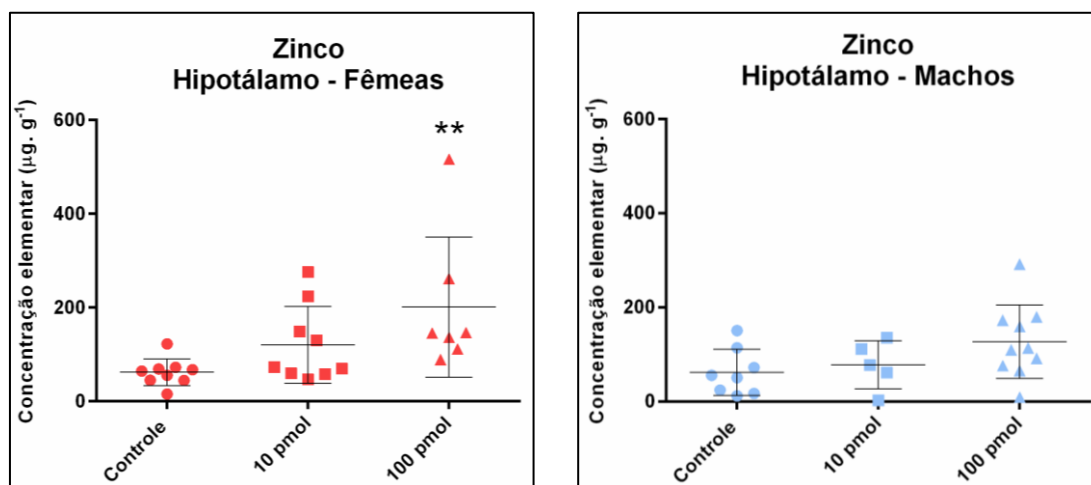 Zinco
Hipotálamo - Fêmeas
Concentração elementar (µg. g⁻¹)
600
400
200
0
**
Controle
10 pmol
100 pmol
Zinco
Hipotálamo - Machos
Concentração elementar (µg. g⁻¹)
600
400
200
0
Controle
10 pmol
100 pmol